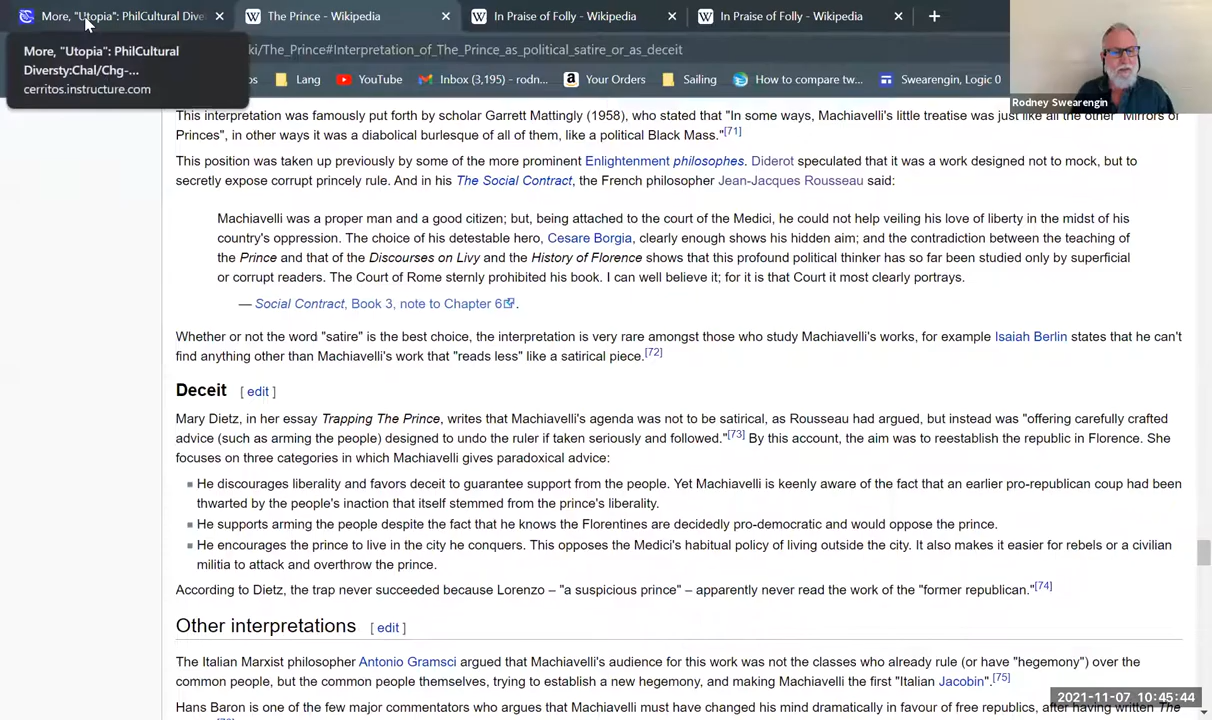 More, "Utopia": PhilCultural Dive
The Prince - Wikipedia
In Praise of Folly - Wikipedia
In Praise of Folly - Wikipedia
More, "Utopia": PhilCultural
Diversty:Chal/Chg-...
cerritos.instructure.com
ki/The_Prince#Interpretation_of_The_Prince_as_political_satire_or_as_deceit
os
Lang
YouTube
Inbox (3,195) - rodn...
Your Orders
Sailing
How to compare tw...
Swearengin, Logic 0
Rodney Swearengin
This interpretation was famously put forth by scholar Garrett Mattingly (1958), who stated that "In some ways, Machiavelli's little treatise was just like all the other "Mirrors of
Princes", in other ways it was a diabolical burlesque of all of them, like a political Black Mass."[71]
This position was taken up previously by some of the more prominent Enlightenment philosophes. Diderot speculated that it was a work designed not to mock, but to
secretly expose corrupt princely rule. And in his The Social Contract, the French philosopher Jean-Jacques Rousseau said:
Machiavelli was a proper man and a good citizen; but, being attached to the court of the Medici, he could not help veiling his love of liberty in the midst of his
country's oppression. The choice of his detestable hero, Cesare Borgia, clearly enough shows his hidden aim; and the contradiction between the teaching of
the Prince and that of the Discourses on Livy and the History of Florence shows that this profound political thinker has so far been studied only by superficial
or corrupt readers. The Court of Rome sternly prohibited his book. I can well believe it; for it is that Court it most clearly portrays.
— Social Contract, Book 3, note to Chapter 6.
Whether or not the word "satire" is the best choice, the interpretation is very rare amongst those who study Machiavelli's works, for example Isaiah Berlin states that he can't
find anything other than Machiavelli's work that "reads less" like a satirical piece.[72]
Deceit [ edit ]
Mary Dietz, in her essay Trapping The Prince, writes that Machiavelli's agenda was not to be satirical, as Rousseau had argued, but instead was "offering carefully crafted
advice (such as arming the people) designed to undo the ruler if taken seriously and followed."[73] By this account, the aim was to reestablish the republic in Florence. She
focuses on three categories in which Machiavelli gives paradoxical advice:
He discourages liberality and favors deceit to guarantee support from the people. Yet Machiavelli is keenly aware of the fact that an earlier pro-republican coup had been
thwarted by the people's inaction that itself stemmed from the prince's liberality.
He supports arming the people despite the fact that he knows the Florentines are decidedly pro-democratic and would oppose the prince.
He encourages the prince to live in the city he conquers. This opposes the Medici's habitual policy of living outside the city. It also makes it easier for rebels or a civilian
militia to attack and overthrow the prince.
According to Dietz, the trap never succeeded because Lorenzo – "a suspicious prince" – apparently never read the work of the "former republican."[74]
Other interpretations [ edit ]
The Italian Marxist philosopher Antonio Gramsci argued that Machiavelli's audience for this work was not the classes who already rule (or have "hegemony") over the
common people, but the common people themselves, trying to establish a new hegemony, and making Machiavelli the first "Italian Jacobin".[75]
Hans Baron is one of the few major commentators who argues that Machiavelli must have changed his mind dramatically in favour of free republics, after having written The
2021-11-07 10:45:44